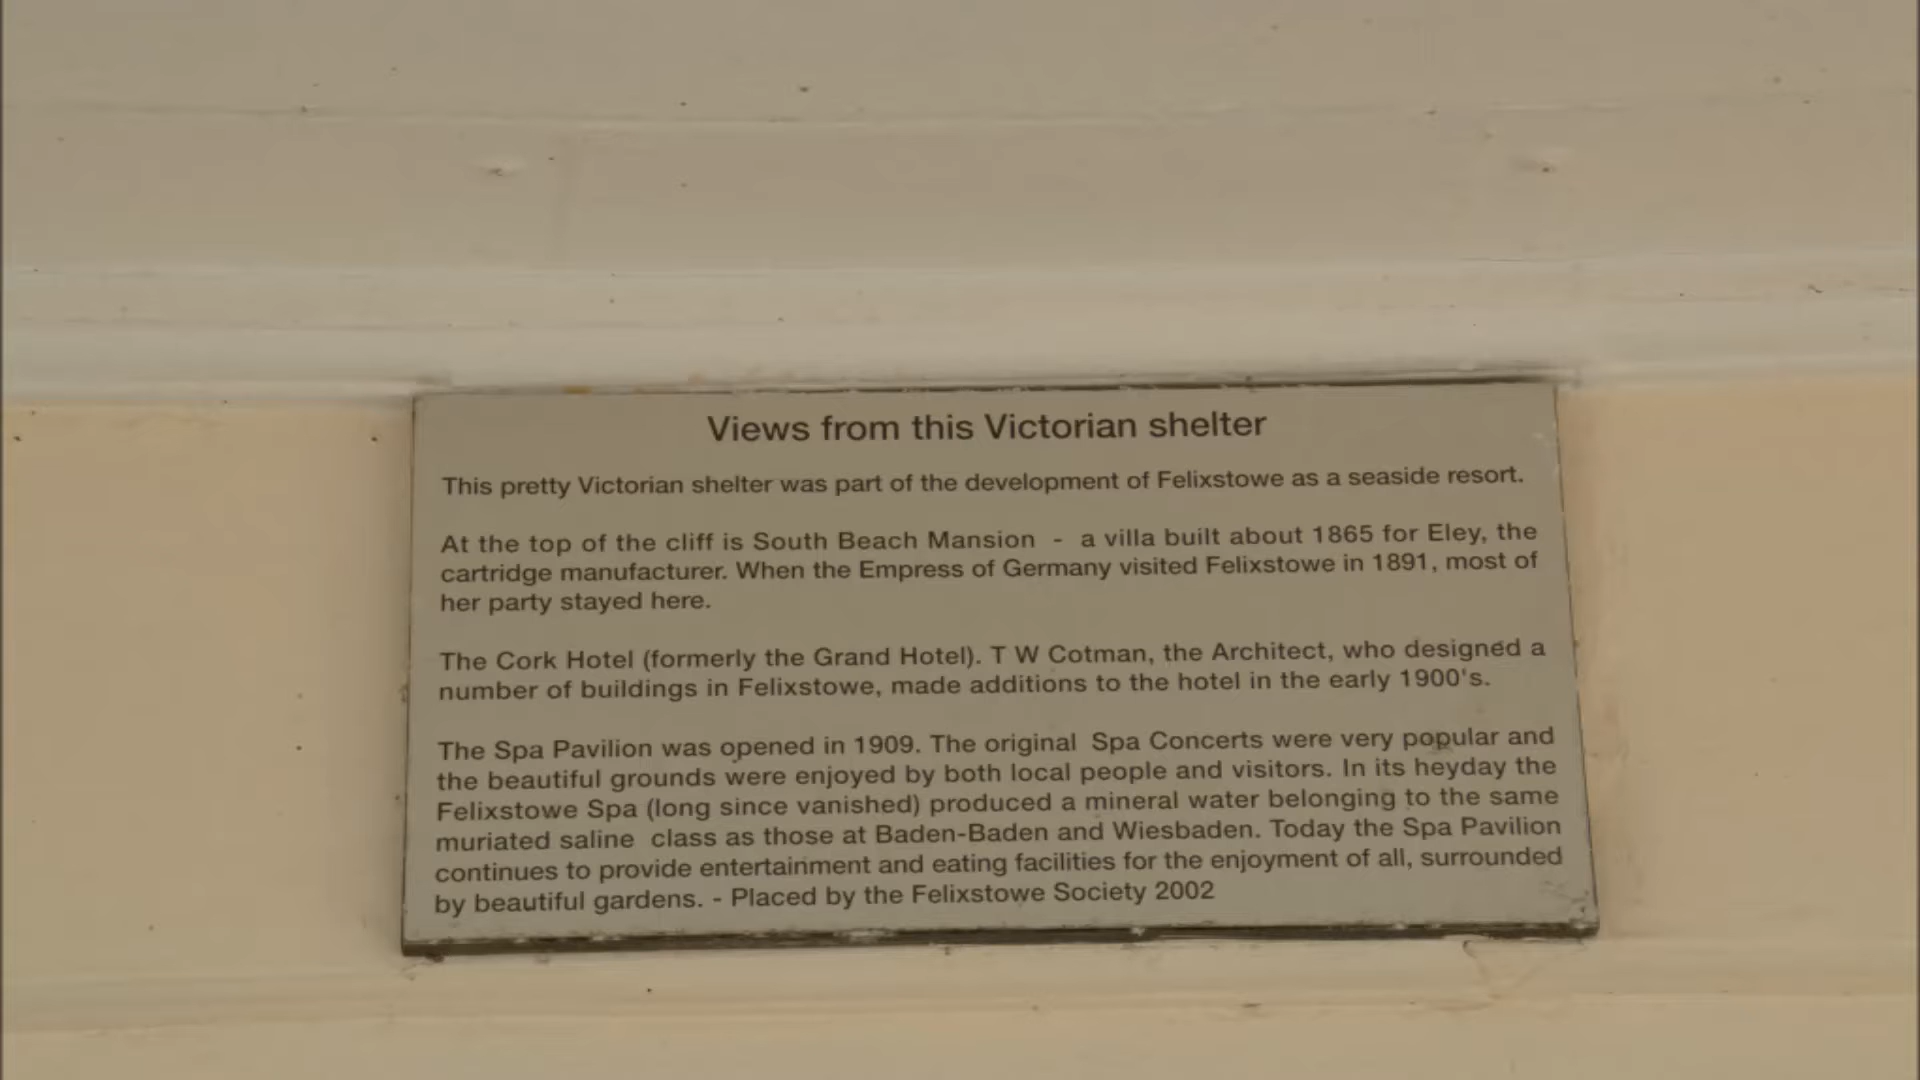 Views from this Victorian shelter
This pretty Victorian shelter was part of the development of Felixstowe as a seaside resort.
At the top of the cliff is South Beach Mansion - a villa built about 1865 for Eley, the
cartridge manufacturer. When the Empress of Germany visited Felixstowe in 1891, most of
her party stayed here.
The Cork Hotel (formerly the Grand Hotel). T W Cotman, the Architect, who designed a
number of buildings in Felixstowe, made additions to the hotel in the early 1900's.
The Spa Pavilion was opened in 1909. The original Spa Concerts were very popular and
the beautiful grounds were enjoyed by both local people and visitors. In its heyday the
Felixstowe Spa (long since vanished) produced a mineral water belonging to the same
muriated saline class as those at Baden-Baden and Wiesbaden. Today the Spa Pavilion
continues to provide entertainment and eating facilities for the enjoyment of all, surrounded
by beautiful gardens. - Placed by the Felixstowe Society 2002